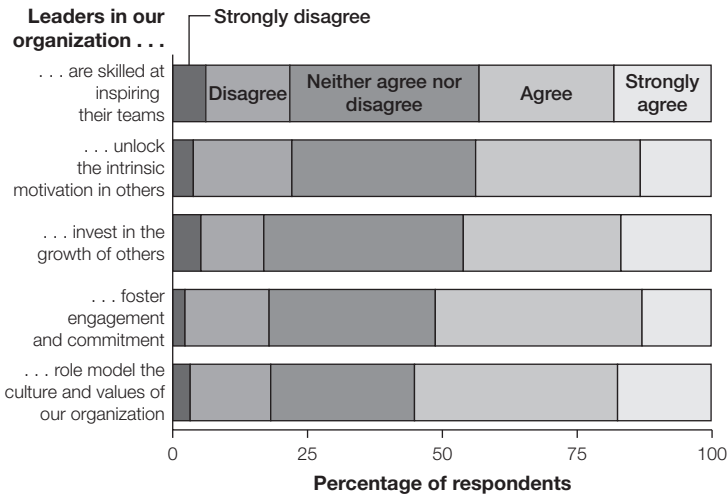 Leaders in our
organization . . .
Strongly disagree
. . . are skilled at
inspiring
their teams
Disagree
Neither agree nor
disagree
Agree
Strongly
agree
. . . unlock
the intrinsic
motivation in others
. . . invest in the
growth of others
. . . foster
engagement
and commitment
. . . role model the
culture and values of
our organization
0
25
50
75
100
Percentage of respondents